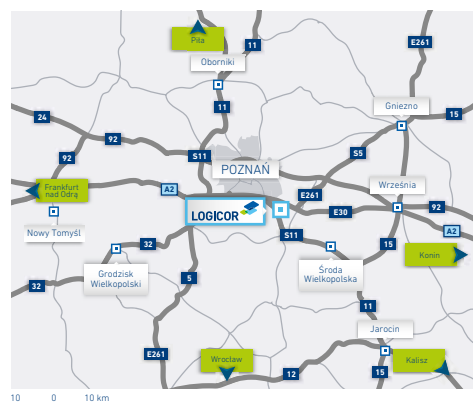 Piła
11
E261
Oborniki
Gniezno
24
11
15
92
S5
92
S11
POZNAŃ
Września
Frankfurt
nad Odrą
A2
E261
92
LOGICOR
E30
A2
Nowy Tomyśl
32
S11
15
Konin
Grodzisk
Wielkopolski
5
Środa
Wielkopolska
32
11
Jarocin
E261
Wrocław
Kalisz
12
15
10 0 10 km